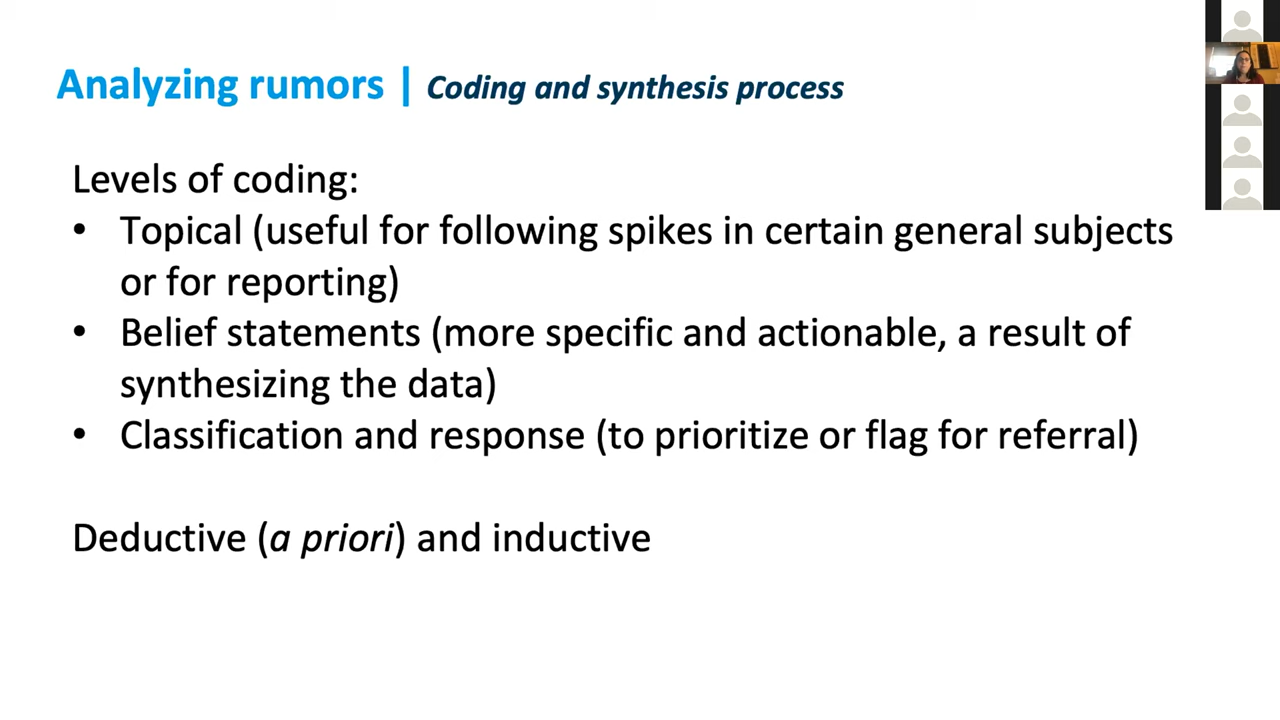 Analyzing rumors | Coding and synthesis process
Levels of coding:
• Topical (useful for following spikes in certain general subjects
or for reporting)
• Belief statements (more specific and actionable, a result of
synthesizing the data)
• Classification and response (to prioritize or flag for referral)
Deductive (a priori) and inductive